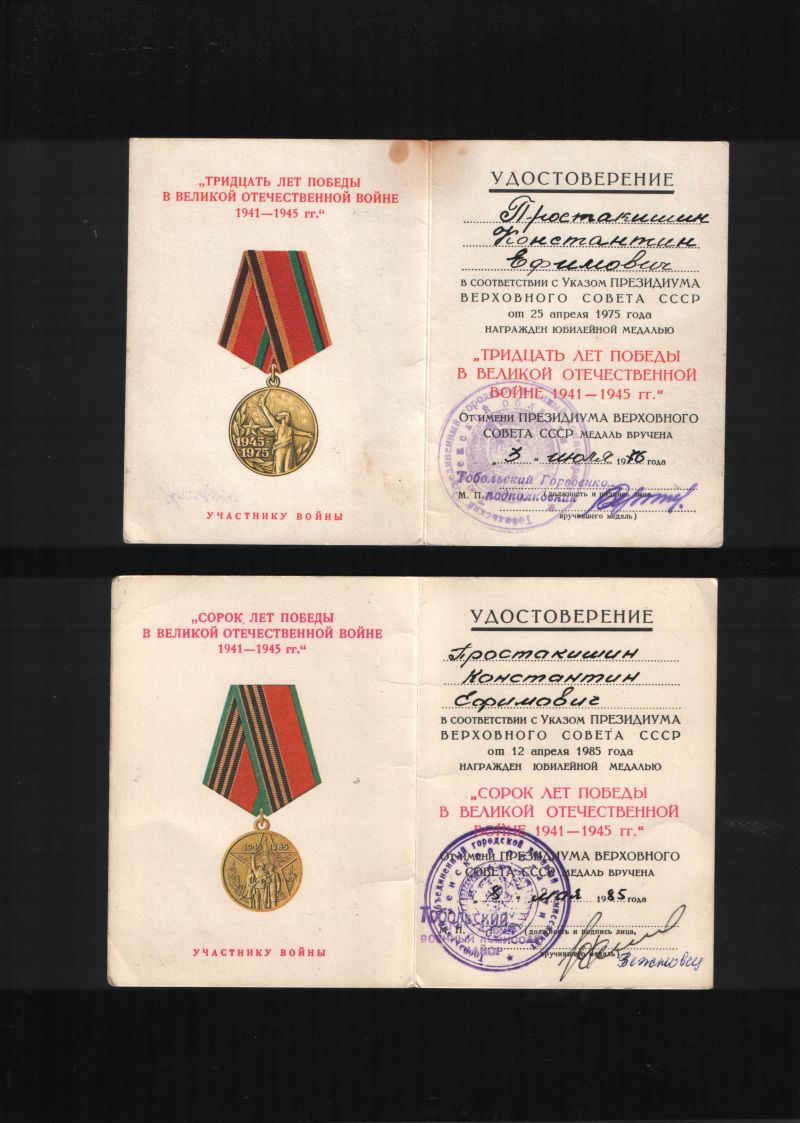 „ТРИДЦАТЬ ЛЕТ ПОБЕДЫ
В ВЕЛИКОЙ ОТЕЧЕСТВЕННОЙ ВОЙНЕ
1941—1945 гг.“
1945-
1975
УЧАСТНИКУ ВОЙНЫ
УДОСТОВЕРЕНИЕ
Простакишин
Константин
Ефимович
в соответствии с Указом ПРЕЗИДИУМА
ВЕРХОВНОГО СОВЕТА СССР
от 25 апреля 1975 года
НАГРАЖДЕН ЮБИЛЕЙНОЙ МЕДАЛЬЮ
„ТРИДЦАТЬ ЛЕТ ПОБЕДЫ
В ВЕЛИКОЙ ОТЕЧЕСТВЕННОЙ
ВОЙНЕ 1941—1945 гг.“
От имени ПРЕЗИДИУМА ВЕРХОВНОГО
СОВЕТА СССР МЕДАЛЬ ВРУЧЕНА
„3“ июля 1976 года
Тобольский Горвоенко
М. П. подполковник (должность и подпись лица,
вручившего медаль)
„СОРОК ЛЕТ ПОБЕДЫ
В ВЕЛИКОЙ ОТЕЧЕСТВЕННОЙ ВОЙНЕ
1941—1945 гг.“
1945 1985
УЧАСТНИКУ ВОЙНЫ
УДОСТОВЕРЕНИЕ
Простакишин
Константин
Ефимович
в соответствии с Указом ПРЕЗИДИУМА
ВЕРХОВНОГО СОВЕТА СССР
от 12 апреля 1985 года
НАГРАЖДЕН ЮБИЛЕЙНОЙ МЕДАЛЬЮ
„СОРОК ЛЕТ ПОБЕДЫ
В ВЕЛИКОЙ ОТЕЧЕСТВЕННОЙ
ВОЙНЕ 1941—1945 гг.“
От имени ПРЕЗИДИУМА ВЕРХОВНОГО
СОВЕТА СССР МЕДАЛЬ ВРУЧЕНА
„8“ мая 1985 года
Тобольский
М. П. (должность и подпись лица,
ВОЕННЫЙ КОМИССАР
вручившего медаль)